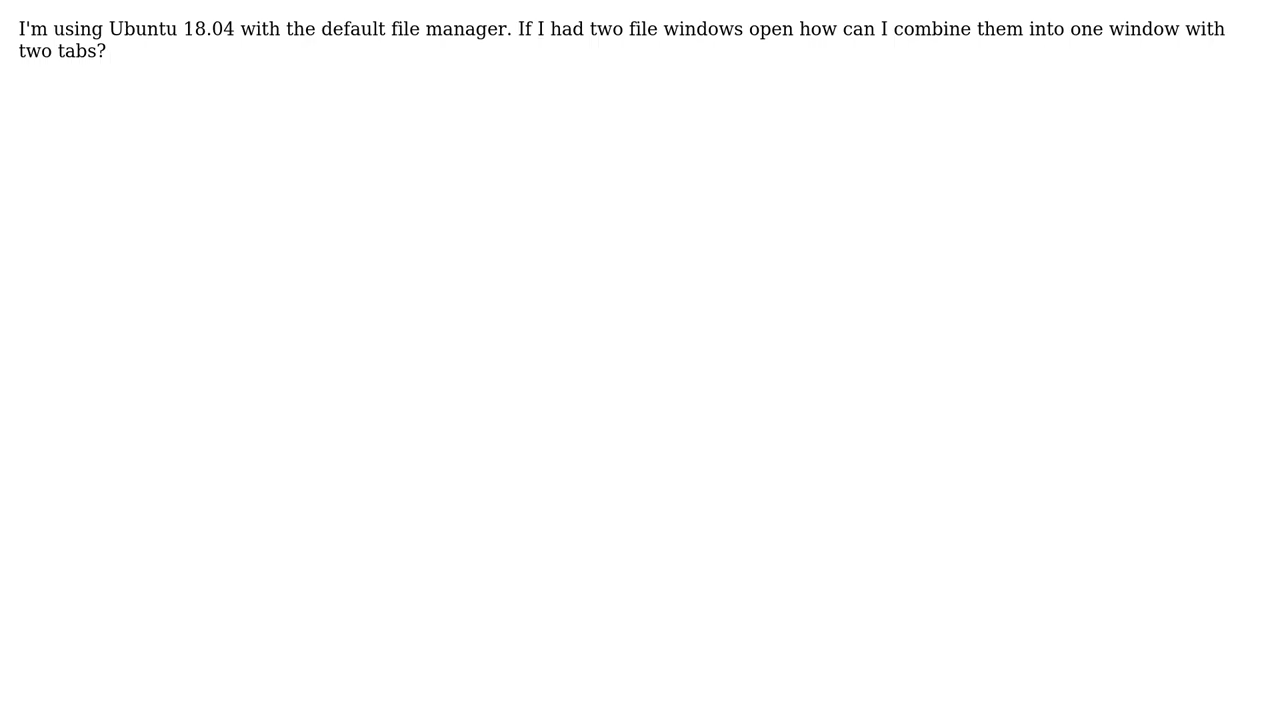 I'm using Ubuntu 18.04 with the default file manager. If I had two file windows open how can I combine them into one window with
two tabs?